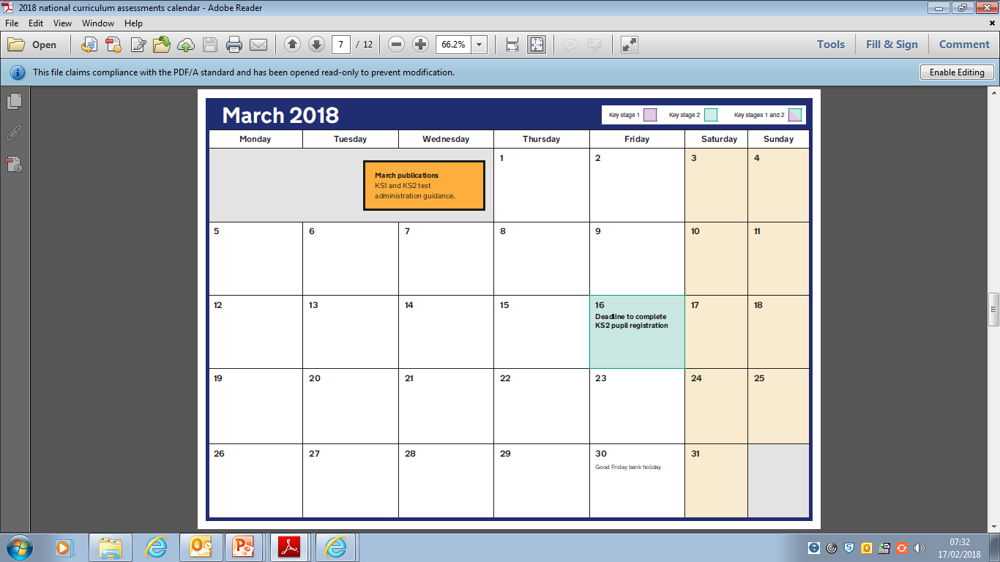 2018 national curriculum assessments calendar - Adobe Reader
File Edit View Window Help
Open 7 / 12 66.2% Tools Fill & Sign Comment
This file claims compliance with the PDF/A standard and has been opened read-only to prevent modification. Enable Editing
March 2018 Key stage 1 Key stage 2 Key stages 1 and 2
Monday Tuesday Wednesday Thursday Friday Saturday Sunday
March publications
KS1 and KS2 test
administration guidance.
1 2 3 4
5 6 7 8 9 10 11
12 13 14 15 16 17 18
Deadline to complete
KS2 pupil registration
19 20 21 22 23 24 25
26 27 28 29 30 31
Good Friday bank holiday
07:32
17/02/2018